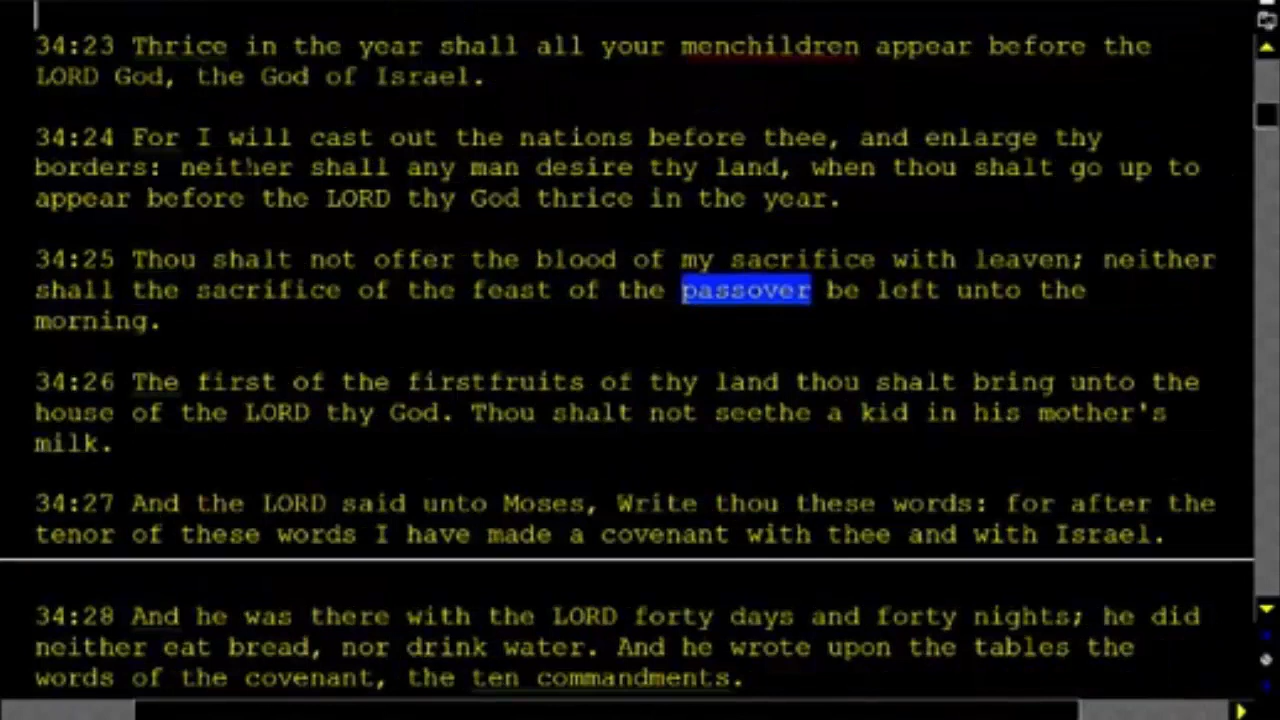 34:23 Thrice in the year shall all your menchildren appear before the
LORD God, the God of Israel.
34:24 For I will cast out the nations before thee, and enlarge thy
borders: neither shall any man desire thy land, when thou shalt go up to
appear before the LORD thy God thrice in the year.
34:25 Thou shalt not offer the blood of my sacrifice with leaven; neither
shall the sacrifice of the feast of the passover be left unto the
morning.
34:26 The first of the firstfruits of thy land thou shalt bring unto the
house of the LORD thy God. Thou shalt not seethe a kid in his mother's
milk.
34:27 And the LORD said unto Moses, Write thou these words: for after the
tenor of these words I have made a covenant with thee and with Israel.
34:28 And he was there with the LORD forty days and forty nights; he did
neither eat bread, nor drink water. And he wrote upon the tables the
words of the covenant, the ten commandments.